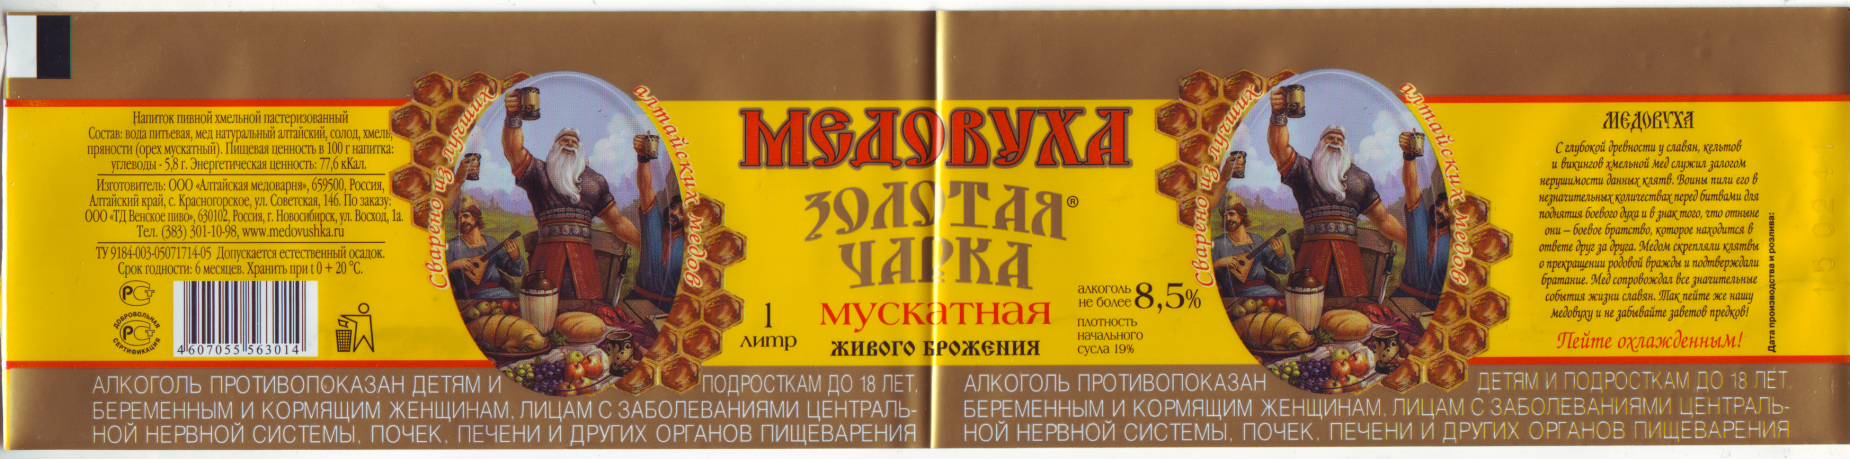 Напиток пивной хмельной пастеризованный
Состав: вода питьевая, мед натуральный алтайский, солод, хмель,
пряности (орех мускатный). Пищевая ценность в 100 г напитка:
углеводы - 5,8 г. Энергетическая ценность: 77,6 кКал.
Изготовитель: ООО «Алтайская медоварня», 659500, Россия,
Алтайский край, с. Красногорское, ул. Советская, 146. По заказу:
ООО «ТД Венское пиво», 630102, Россия, г. Новосибирск, ул. Восход, 1а.
Тел. (383) 301-10-98, www.medovushka.ru
ТУ 9184-003-05071714-05 Допускается естественный осадок.
Срок годности: 6 месяцев. Хранить при t 0 + 20 °С.
РСТ
ДОБРОВОЛЬНАЯ
РСТ
СЕРТИФИКАЦИЯ
4 607055 563014
Сварено из лучших
алтайских медов
МЕДОВУХА
ЗОЛОТАЯ®
ЧАРКА
МУСКАТНАЯ
ЖИВОГО БРОЖЕНИЯ
1
литр
алкоголь
не более 8,5%
плотность
начального
сусла 19%
Сварено из лучших
алтайских медов
МЕДОВУХА
С глубокой древности у славян, кельтов
и викингов хмельной мед служил залогом
нерушимости данных клятв. Воины пили его в
незначительных количествах перед битвами для
поднятия боевого духа и в знак того, что отныне
они – боевое братство, которое находится в
ответе друг за друга. Медом скрепляли клятвы
о прекращении родовой вражды и подтверждали
братание. Мед сопровождал все значительные
события жизни славян. Так пейте же нашу
медовуху и не забывайте заветов предков!
Пейте охлажденным!
Дата производства и розлива:
АЛКОГОЛЬ ПРОТИВОПОКАЗАН ДЕТЯМ И ПОДРОСТКАМ ДО 18 ЛЕТ,
БЕРЕМЕННЫМ И КОРМЯЩИМ ЖЕНЩИНАМ, ЛИЦАМ С ЗАБОЛЕВАНИЯМИ ЦЕНТРАЛЬ-
НОЙ НЕРВНОЙ СИСТЕМЫ, ПОЧЕК, ПЕЧЕНИ И ДРУГИХ ОРГАНОВ ПИЩЕВАРЕНИЯ
АЛКОГОЛЬ ПРОТИВОПОКАЗАН ДЕТЯМ И ПОДРОСТКАМ ДО 18 ЛЕТ,
БЕРЕМЕННЫМ И КОРМЯЩИМ ЖЕНЩИНАМ, ЛИЦАМ С ЗАБОЛЕВАНИЯМИ ЦЕНТРАЛЬ-
НОЙ НЕРВНОЙ СИСТЕМЫ, ПОЧЕК, ПЕЧЕНИ И ДРУГИХ ОРГАНОВ ПИЩЕВАРЕНИЯ